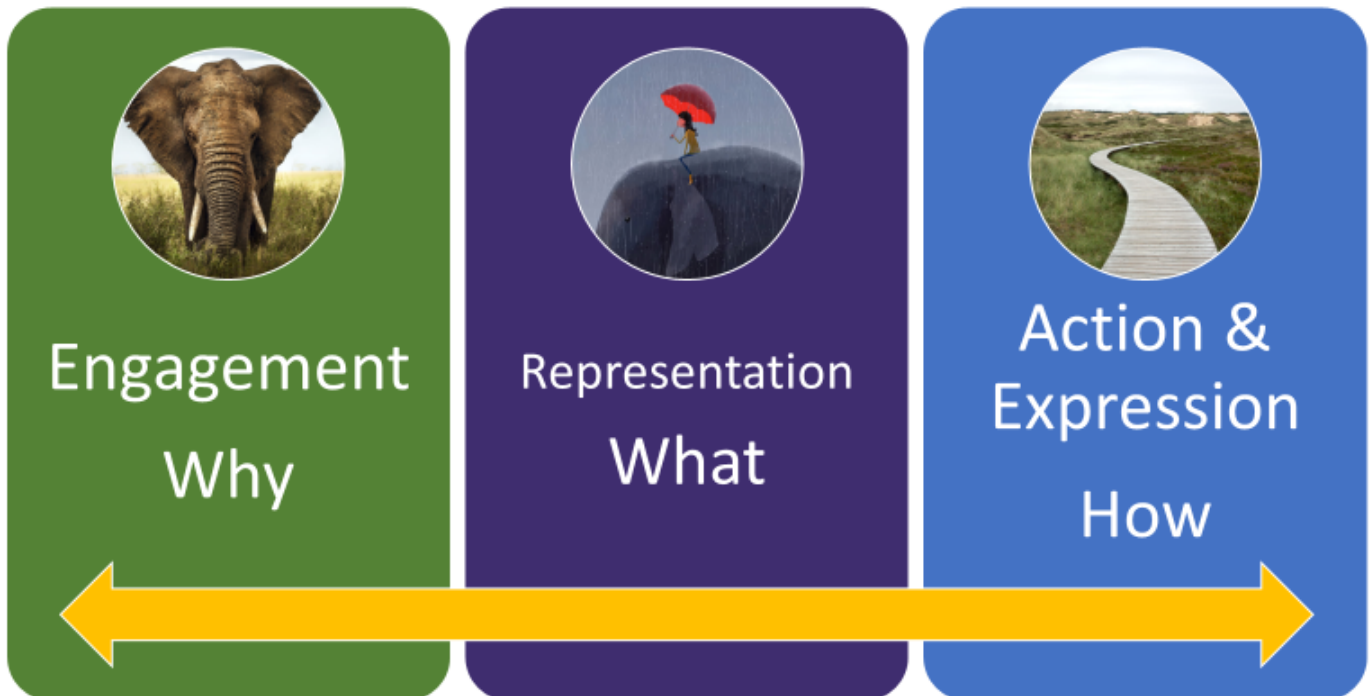 Engagement
Why
Representation
What
Action &
Expression
How